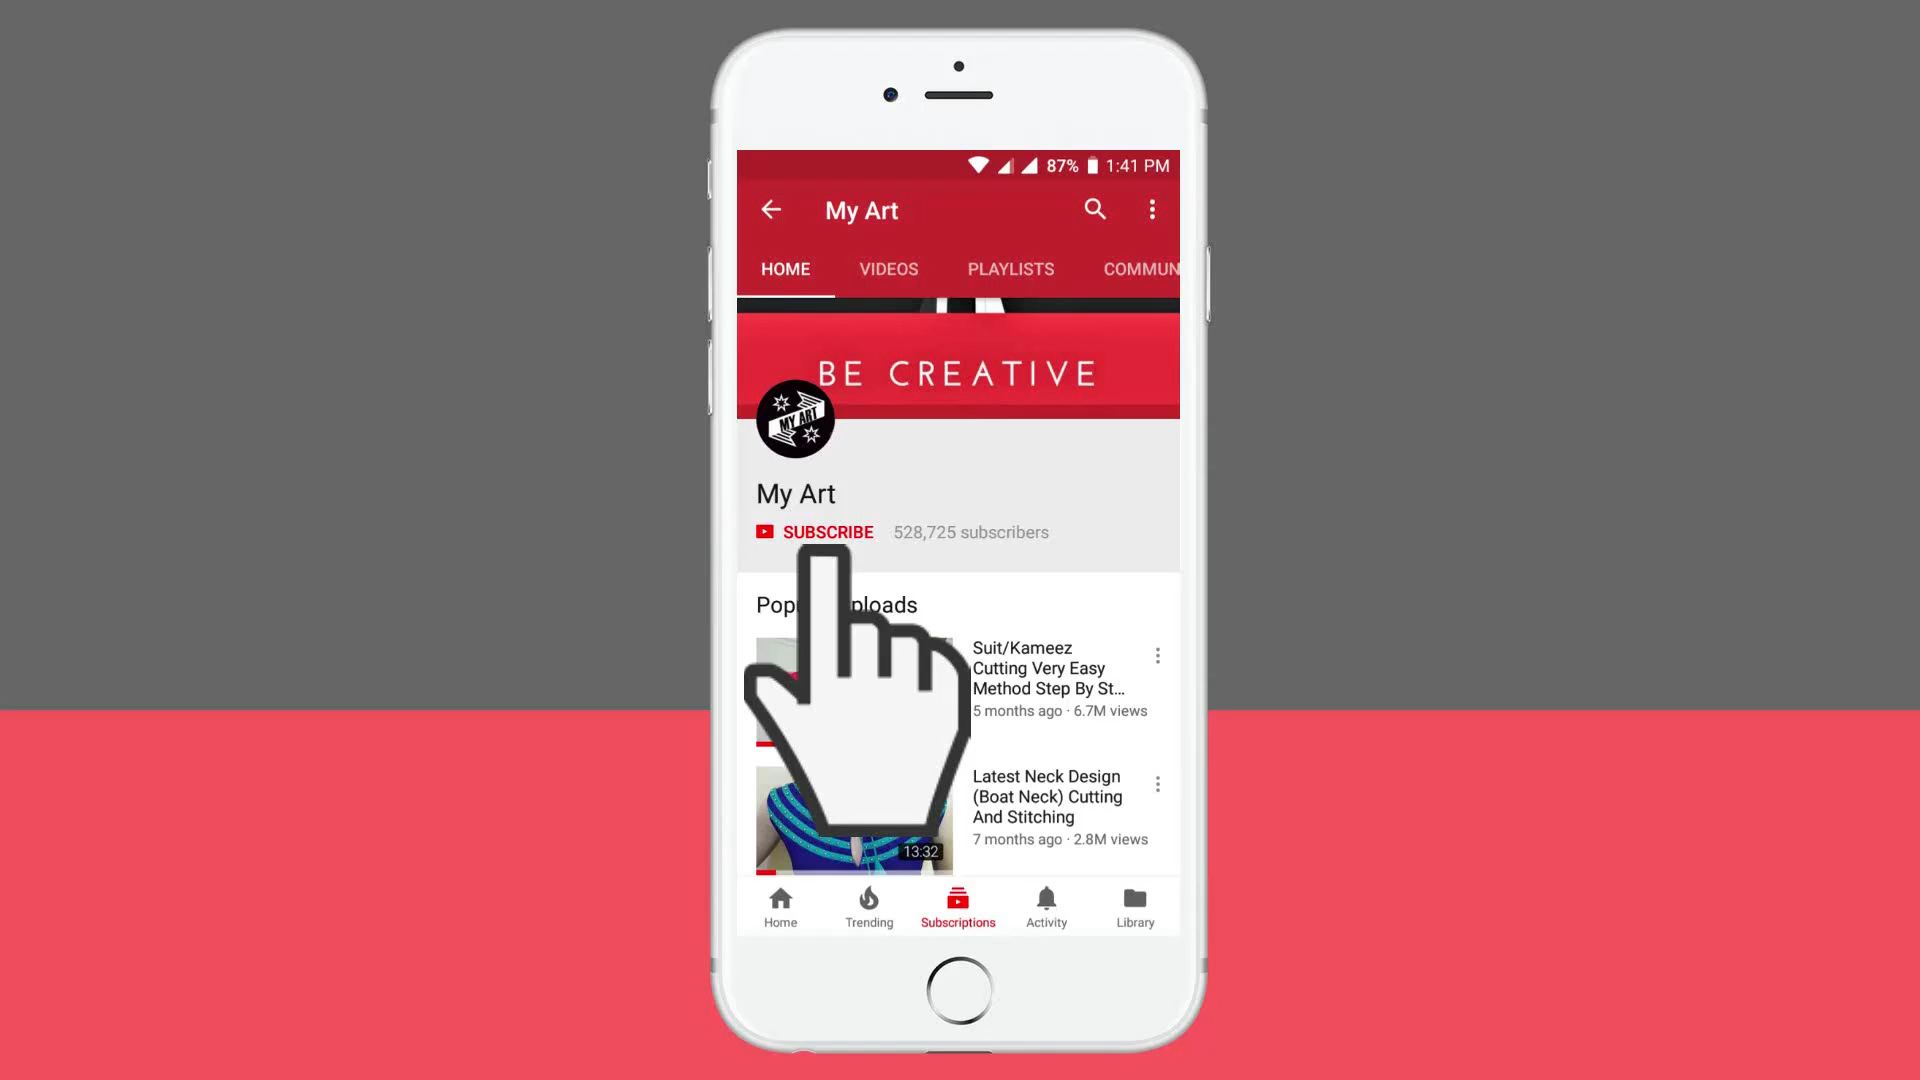 87% 1:41 PM
My Art
HOME VIDEOS PLAYLISTS COMMUN
BE CREATIVE
MY ART
My Art
SUBSCRIBE 528,725 subscribers
Pop ploads
Suit/Kameez
Cutting Very Easy
Method Step By St...
5 months ago · 6.7M views
Latest Neck Design
(Boat Neck) Cutting
And Stitching
7 months ago · 2.8M views
13:32
Home Trending Subscriptions Activity Library